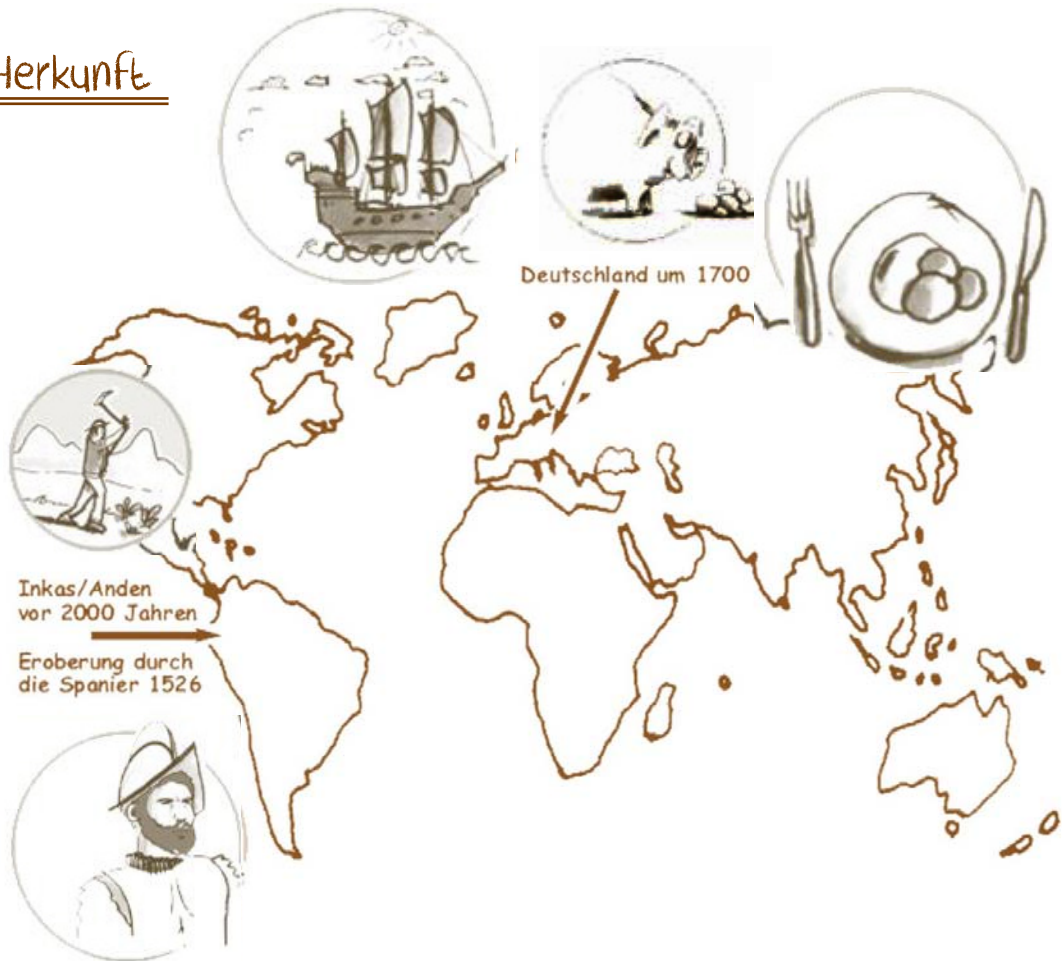 Herkunft
Deutschland um 1700
Inkas/Anden
vor 2000 Jahren
Eroberung durch
die Spanier 1526